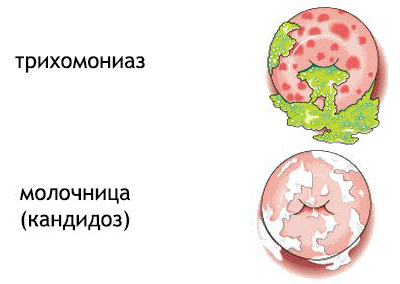 трихомониаз
молочница
(кандидоз)